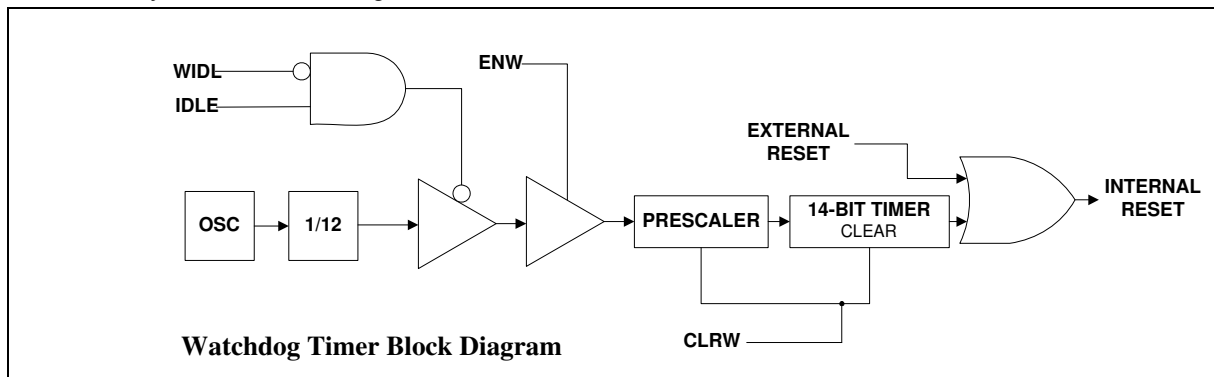 WIDL
IDLE
ENW
EXTERNAL
RESET
OSC
1/12
PRESCALER
14-BIT TIMER
CLEAR
INTERNAL
RESET
CLRW
Watchdog Timer Block Diagram